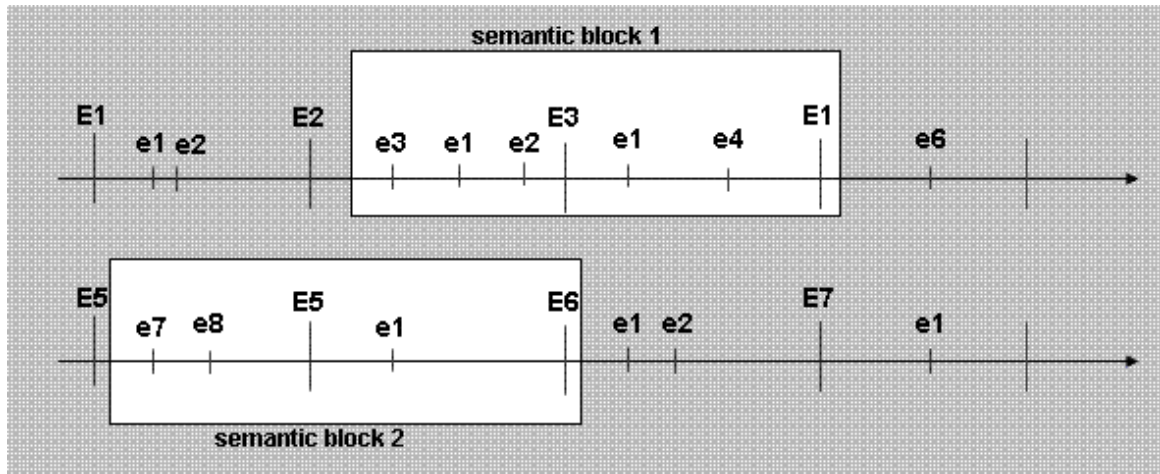 semantic block 1
E1 e1 e2 E2 e3 e1 e2 E3 e1 e4 E1 e6
E5 e7 e8 E5 e1 E6 e1 e2 E7 e1
semantic block 2